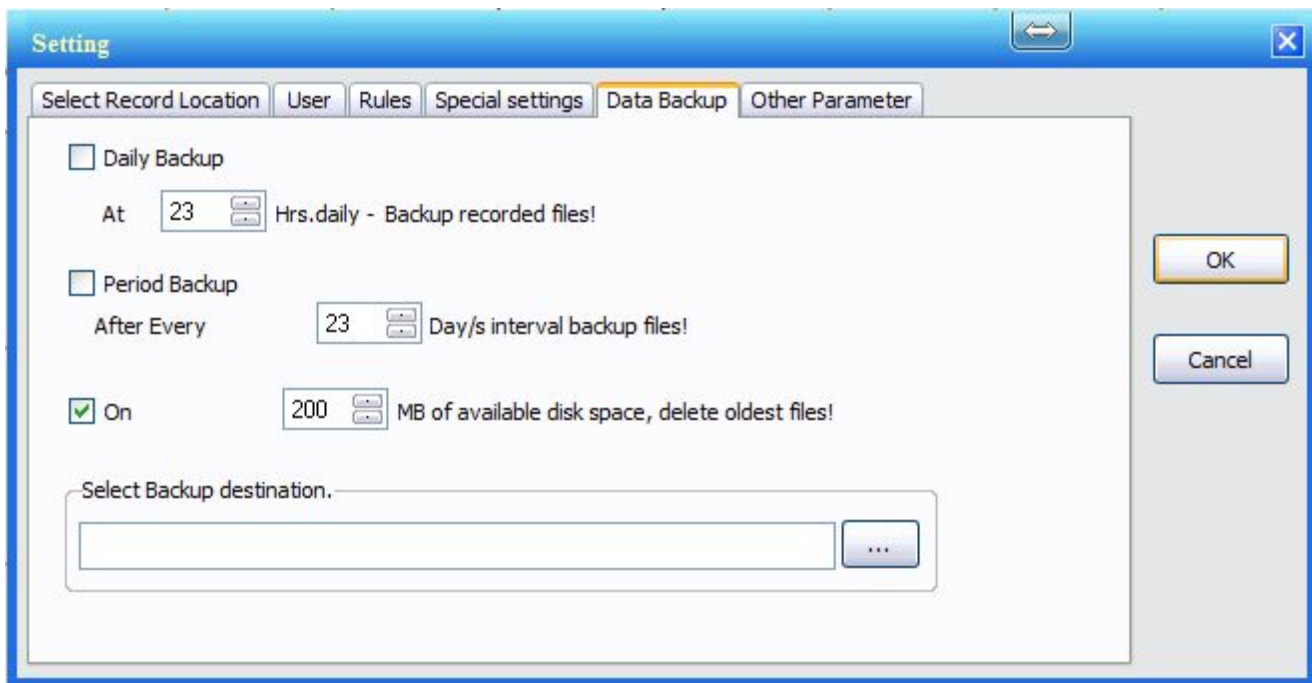 Setting
Select Record Location User Rules Special settings Data Backup Other Parameter
Daily Backup
At 23 Hrs.daily - Backup recorded files!
OK
Period Backup
After Every 23 Day/s interval backup files!
Cancel
On 200 MB of available disk space, delete oldest files!
Select Backup destination.
...